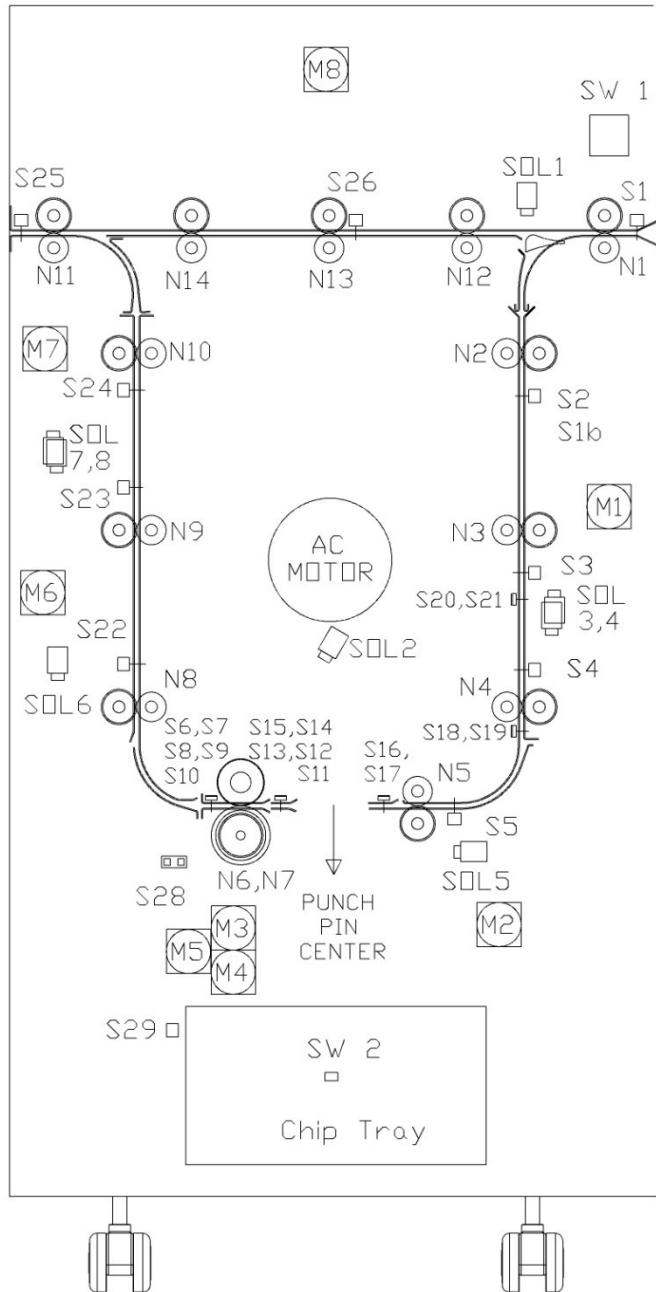 M8
SW 1
SOL1
S25
S26
S1
N11
N14
N13
N12
N1
M7
N10
N2
S24
S2
S1b
SOL
7,8
S23
M1
N9
AC
MOTOR
N3
S3
M6
S20,S21
SOL
3,4
S22
SOL2
S4
N8
N4
SOL6
S6,S7
S8,S9
S10
S15,S14
S13,S12
S11
S16,
S17
S18,S19
N5
S5
SOL5
S28
N6,N7
PUNCH
PIN
CENTER
M2
M3
M5
M4
S29
SW 2
Chip Tray